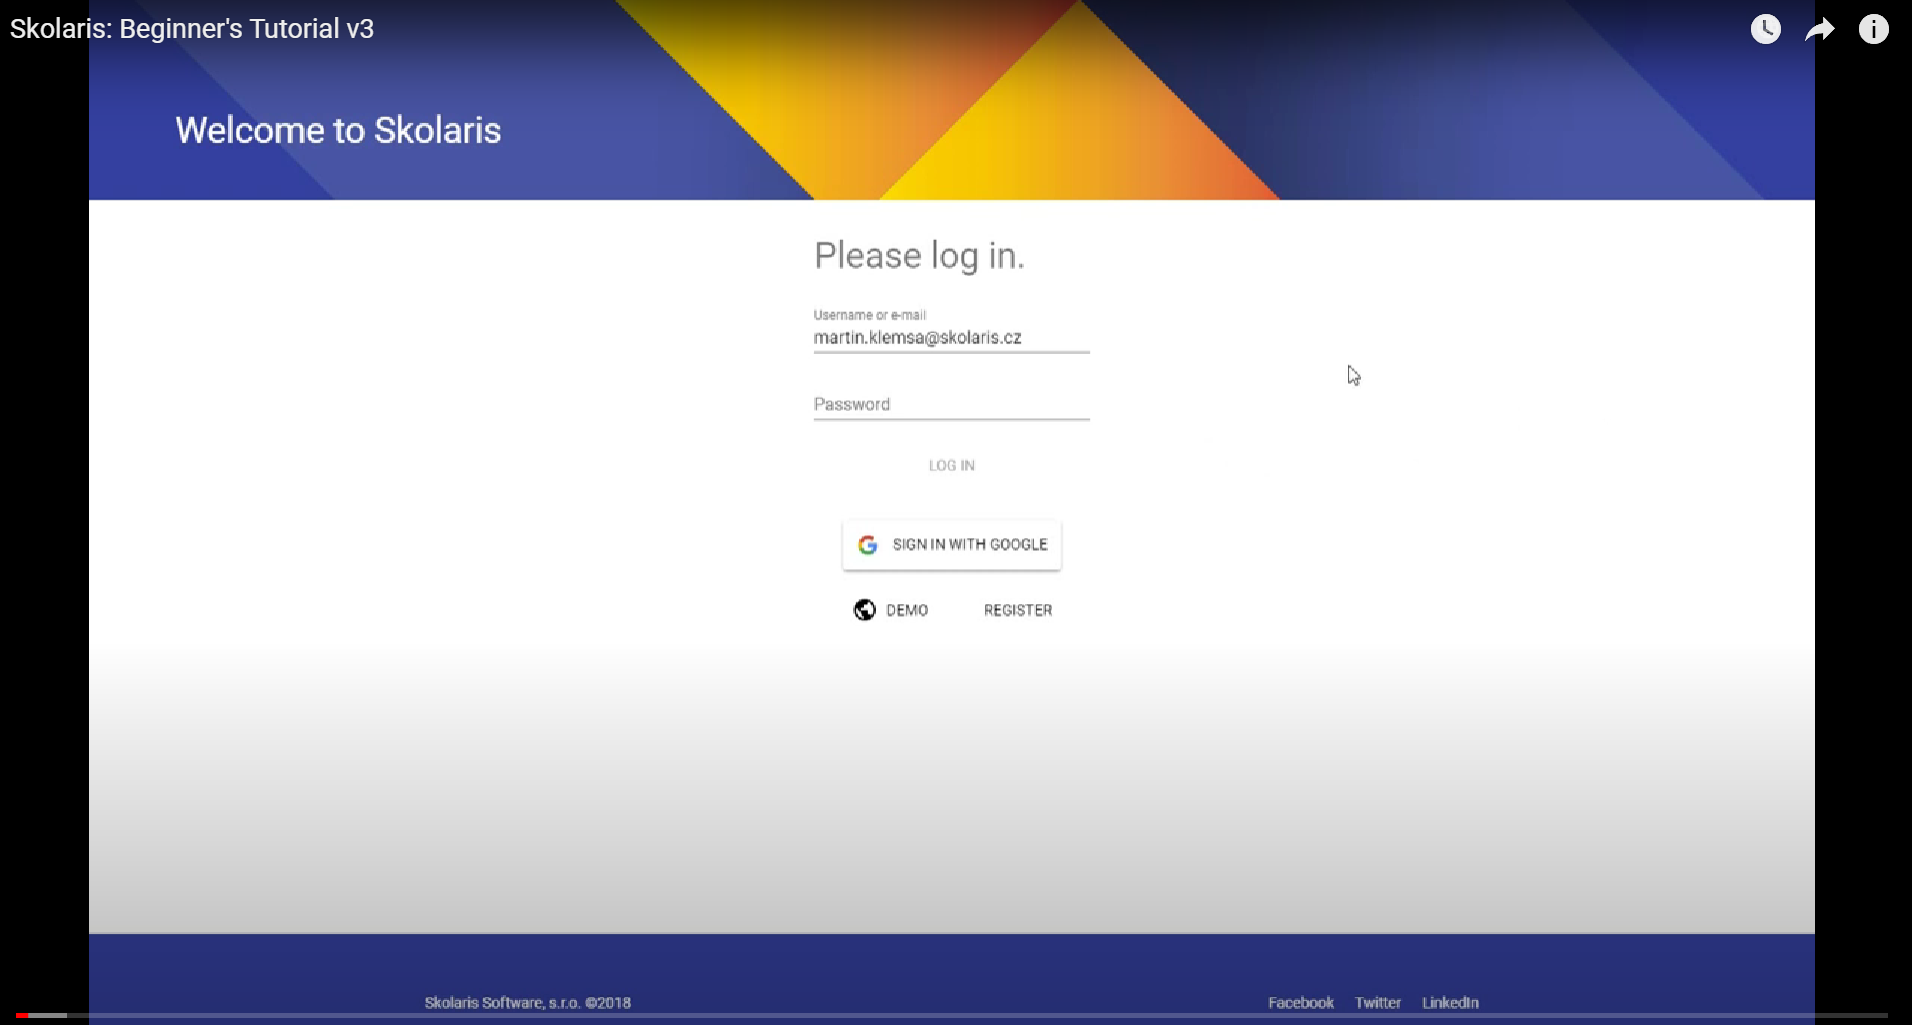 Skolaris: Beginner's Tutorial v3
Welcome to Skolaris
Please log in.
Username or e-mail
martin.klemsa@skolaris.cz
Password
LOG IN
SIGN IN WITH GOOGLE
DEMO REGISTER
Skolaris Software, s.r.o. ©2018 Facebook Twitter LinkedIn